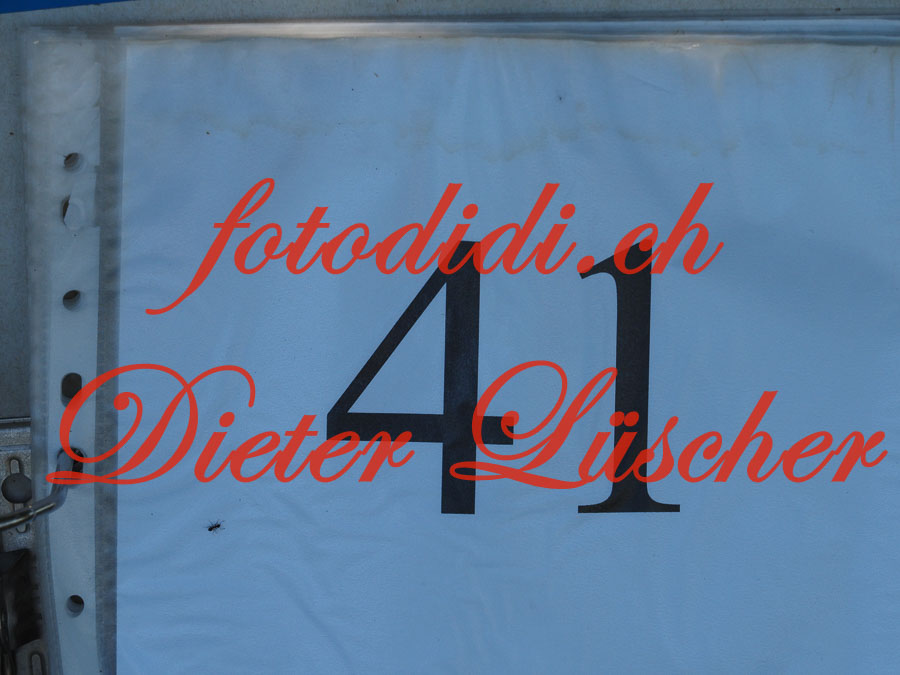 fotodidi.ch
41
Dieter Lüscher